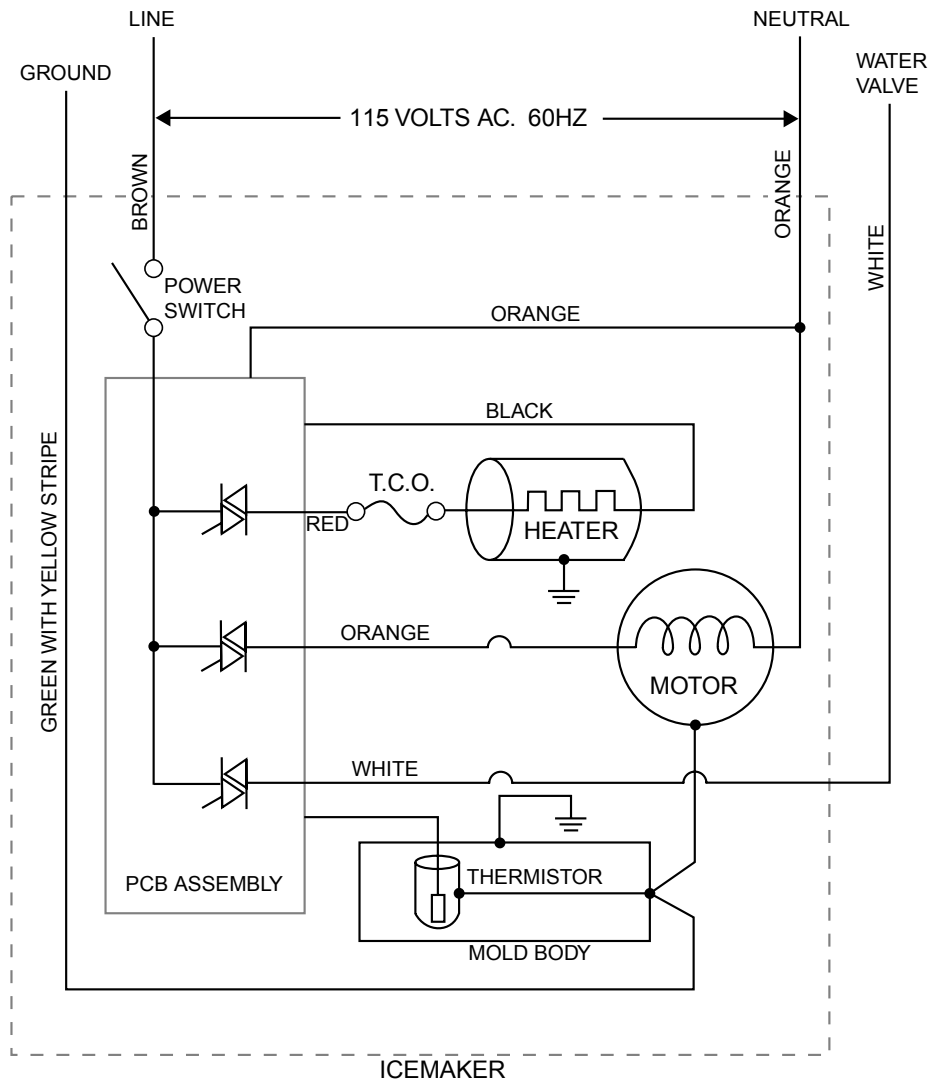 LINE
NEUTRAL
GROUND
WATER
VALVE
115 VOLTS AC. 60HZ
BROWN
ORANGE
WHITE
POWER
SWITCH
ORANGE
BLACK
GREEN WITH YELLOW STRIPE
T.C.O.
RED
HEATER
ORANGE
MOTOR
WHITE
PCB ASSEMBLY
THERMISTOR
MOLD BODY
ICEMAKER